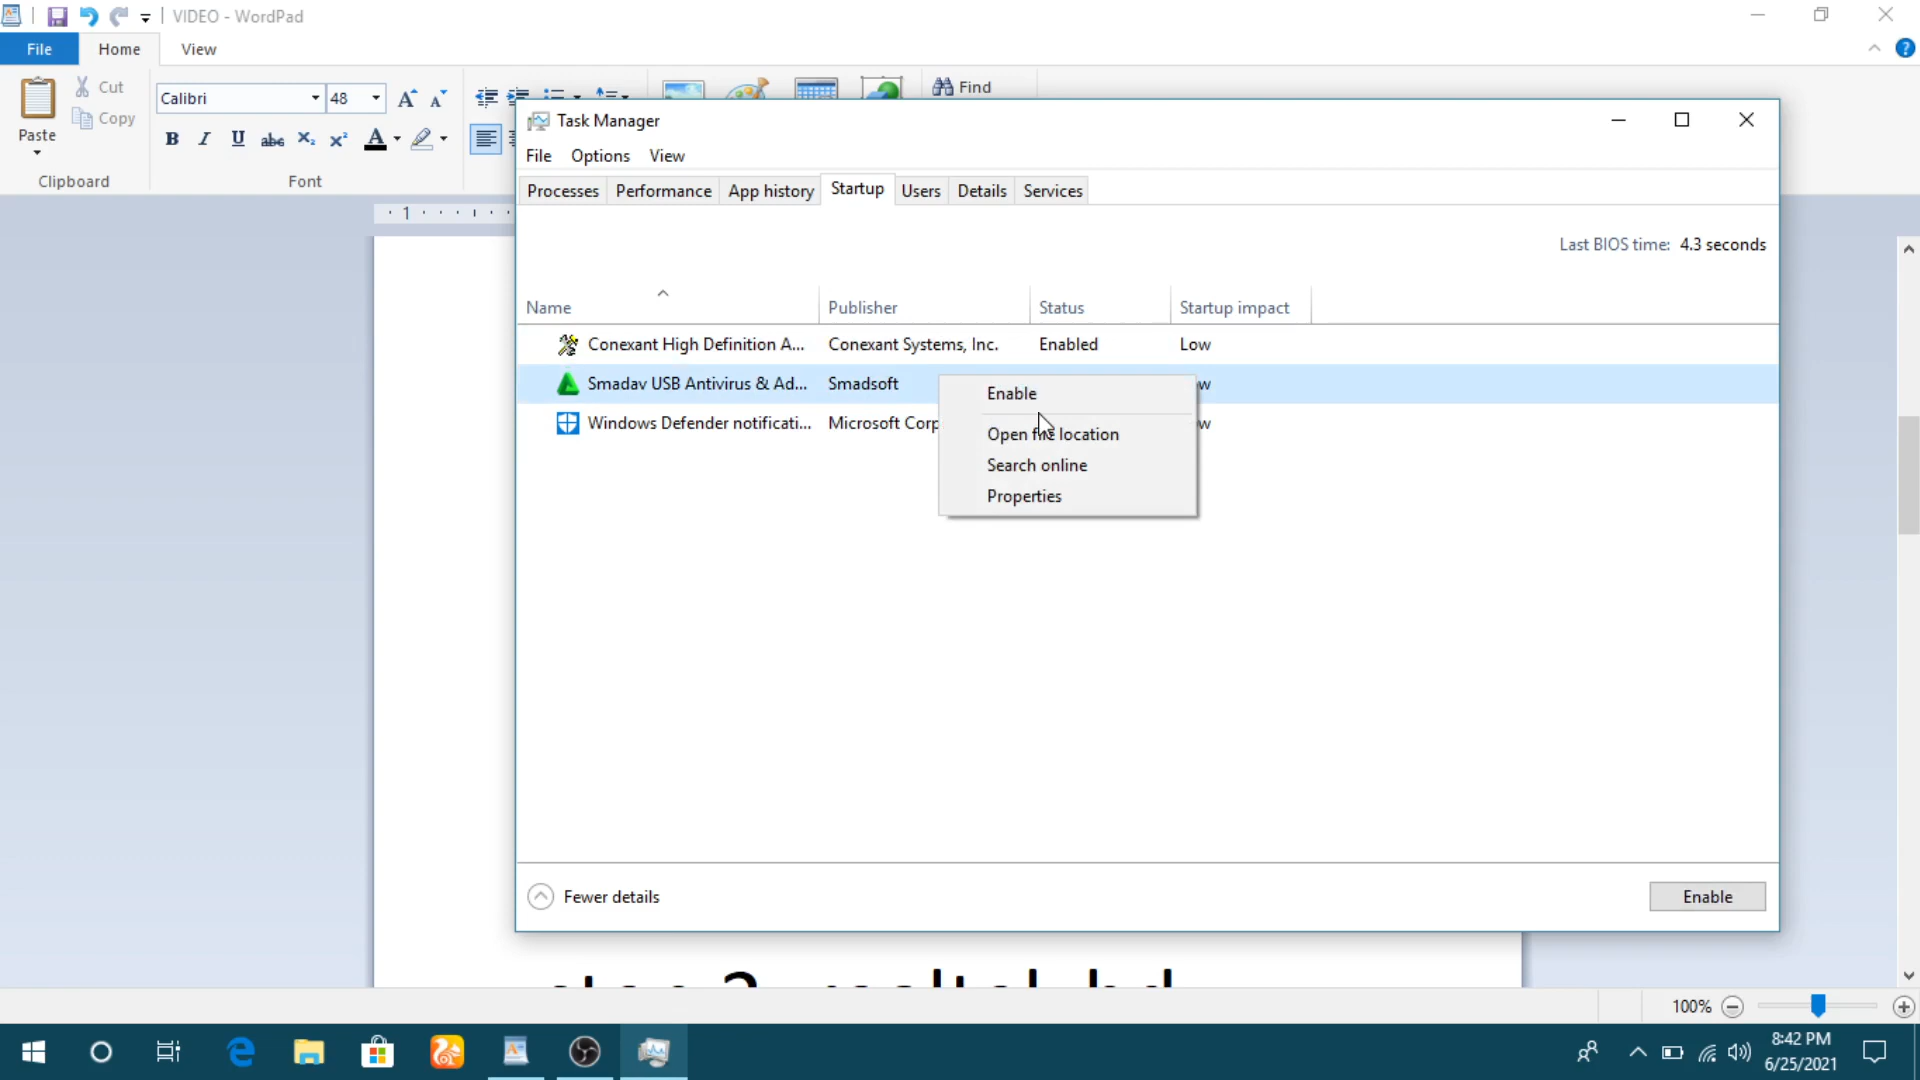 VIDEO - WordPad
File Home View
Paste
Cut
Copy
Calibri 48
Find
Clipboard
Font
Task Manager
File Options View
Processes Performance App history Startup Users Details Services
Last BIOS time: 4.3 seconds
Name Publisher Status Startup impact
Conexant High Definition A... Conexant Systems, Inc. Enabled Low
Smadav USB Antivirus & Ad... Smadsoft
Windows Defender notificati... Microsoft Corp
Enable
Open file location
Search online
Properties
Fewer details
Enable
100%
8:42 PM
6/25/2021